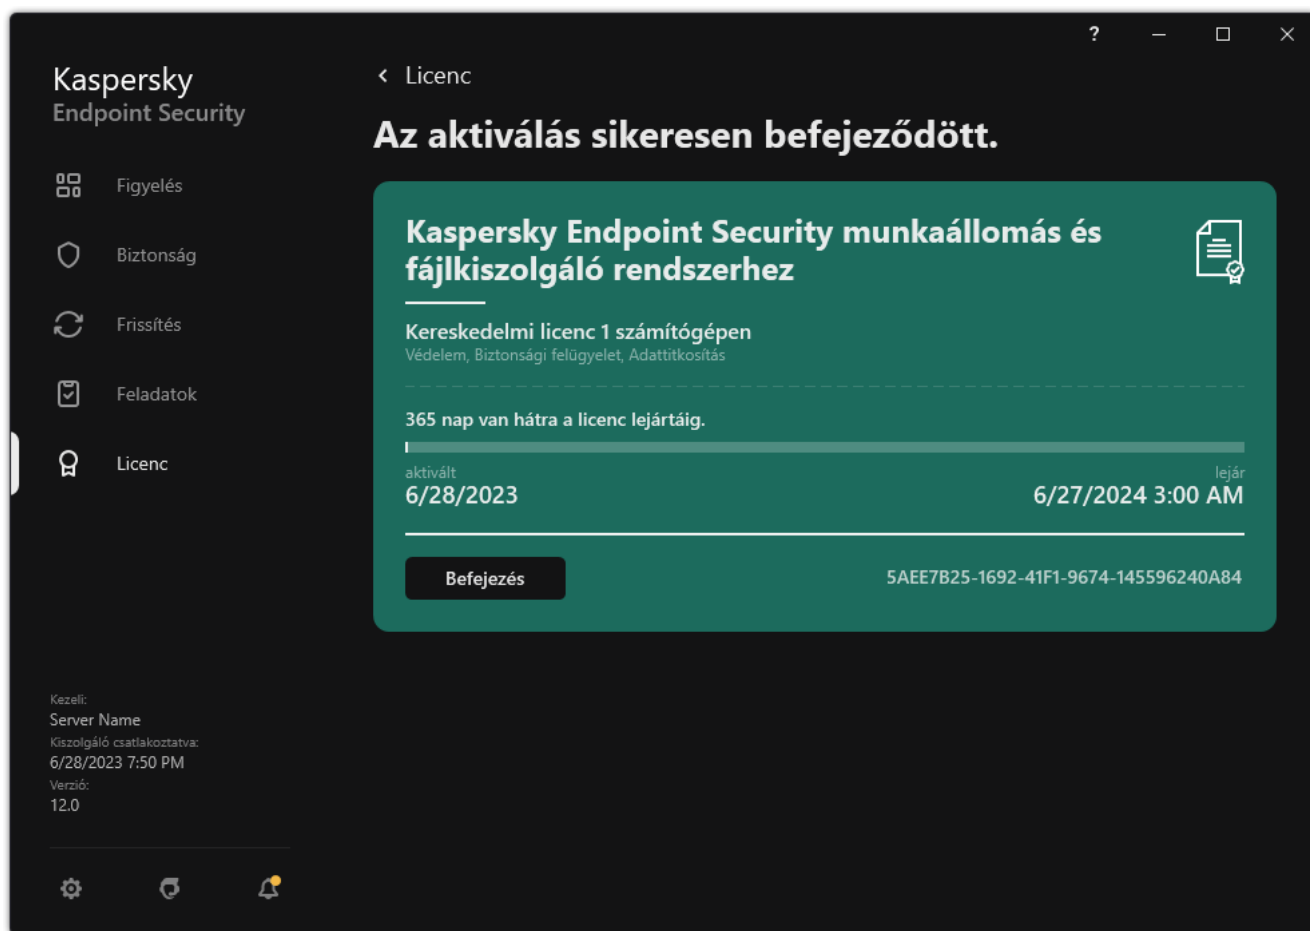 ?
Kaspersky
Endpoint Security
Figyelés
Biztonság
Frissítés
Feladatok
Licenc
Kezeli:
Server Name
Kiszolgáló csatlakoztatva:
6/28/2023 7:50 PM
Verzió:
12.0
Licenc
Az aktiválás sikeresen befejeződött.
Kaspersky Endpoint Security munkaállomás és
fájlkiszolgáló rendszerhez
Kereskedelmi licenc 1 számítógépen
Védelem, Biztonsági felügyelet, Adattitkosítás
365 nap van hátra a licenc lejártáig.
aktivált lejár
6/28/2023 6/27/2024 3:00 AM
Befejezés 5AEE7B25-1692-41F1-9674-145596240A84